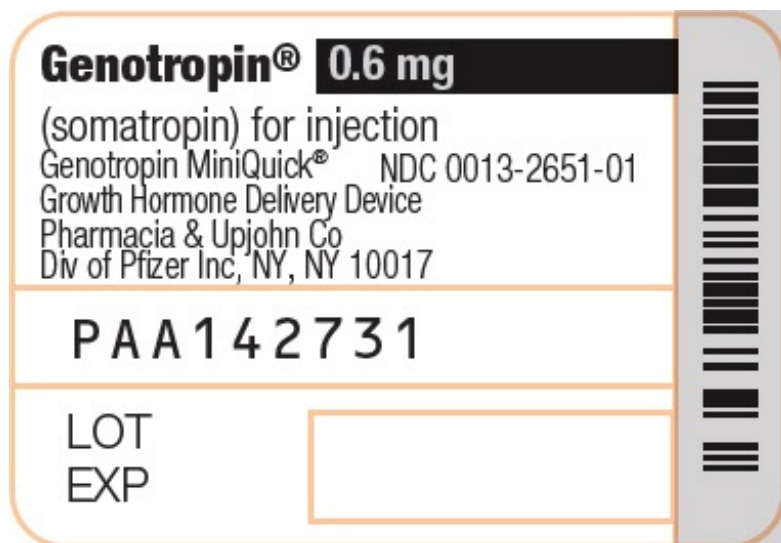 Genotropin® 0.6 mg
(somatropin) for injection
Genotropin MiniQuick® NDC 0013-2651-01
Growth Hormone Delivery Device
Pharmacia & Upjohn Co
Div of Pfizer Inc, NY, NY 10017
PAA142731
LOT
EXP